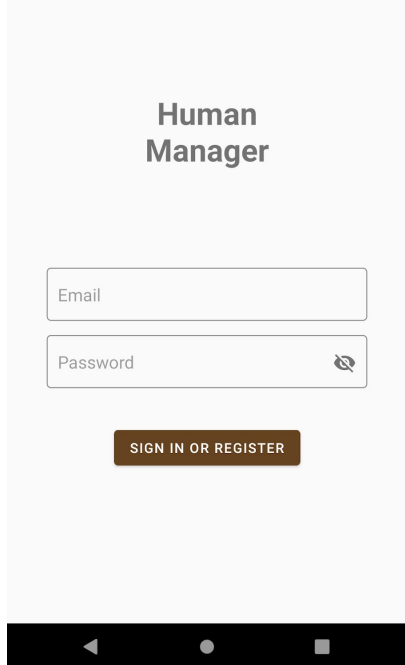 Human
Manager
Email
Password
SIGN IN OR REGISTER